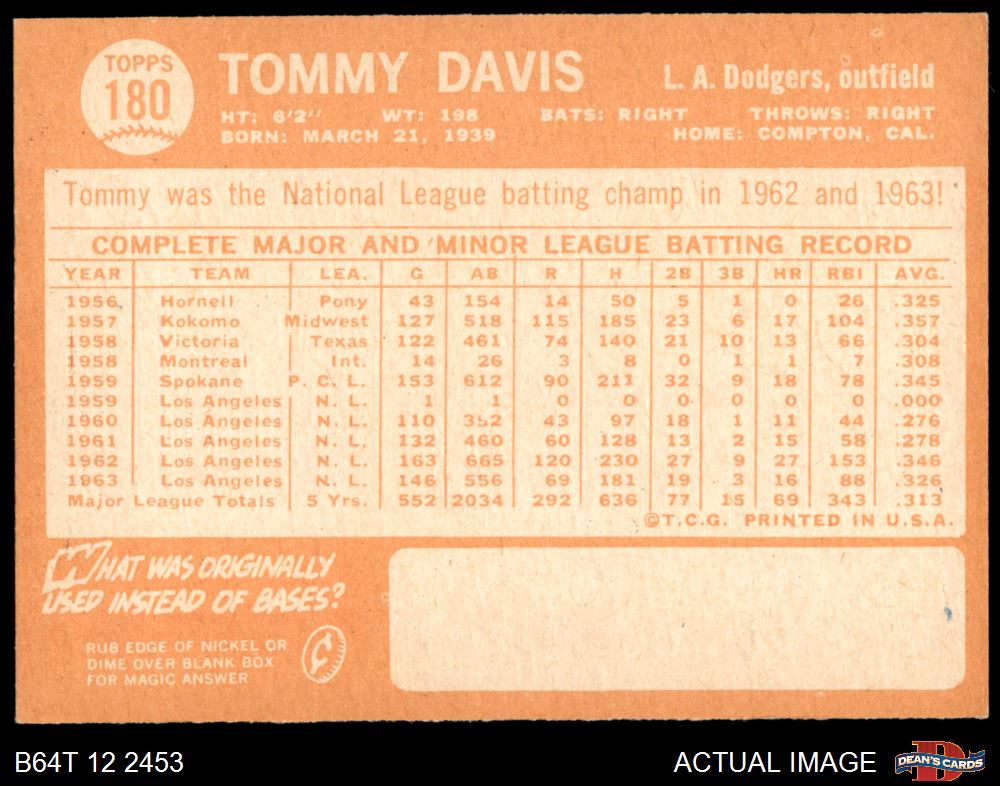 TOPPS
180
TOMMY DAVIS
L. A. Dodgers, outfield
HT: 6'2" WT: 198 BATS: RIGHT THROWS: RIGHT
BORN: MARCH 21, 1939 HOME: COMPTON, CAL.
Tommy was the National League batting champ in 1962 and 1963!
COMPLETE MAJOR AND MINOR LEAGUE BATTING RECORD
YEAR TEAM LEA. G AB R H 2B 3B HR RBI AVG.
1956 Hornell Pony 43 154 14 50 5 1 0 26 .325
1957 Kokomo Midwest 127 518 115 185 23 6 17 104 .357
1958 Victoria Texas 122 461 74 140 21 10 13 66 .304
1958 Montreal Int. 14 26 3 8 0 1 1 7 .308
1959 Spokane P. C. L. 153 612 90 211 32 9 18 78 .345
1959 Los Angeles N. L. 1 1 0 0 0 0 0 0 .000
1960 Los Angeles N. L. 110 352 43 97 18 1 11 44 .276
1961 Los Angeles N. L. 132 460 60 128 13 2 15 58 .278
1962 Los Angeles N. L. 163 665 120 230 27 9 27 153 .346
1963 Los Angeles N. L. 146 556 69 181 19 3 16 88 .326
Major League Totals 5 Yrs. 552 2034 292 636 77 15 69 343 .313
©T.C.G. PRINTED IN U.S.A.
WHAT WAS ORIGINALLY
USED INSTEAD OF BASES?
RUB EDGE OF NICKEL OR
DIME OVER BLANK BOX
FOR MAGIC ANSWER
¢
B64T 12 2453
ACTUAL IMAGE
D
DEAN'S CARDS